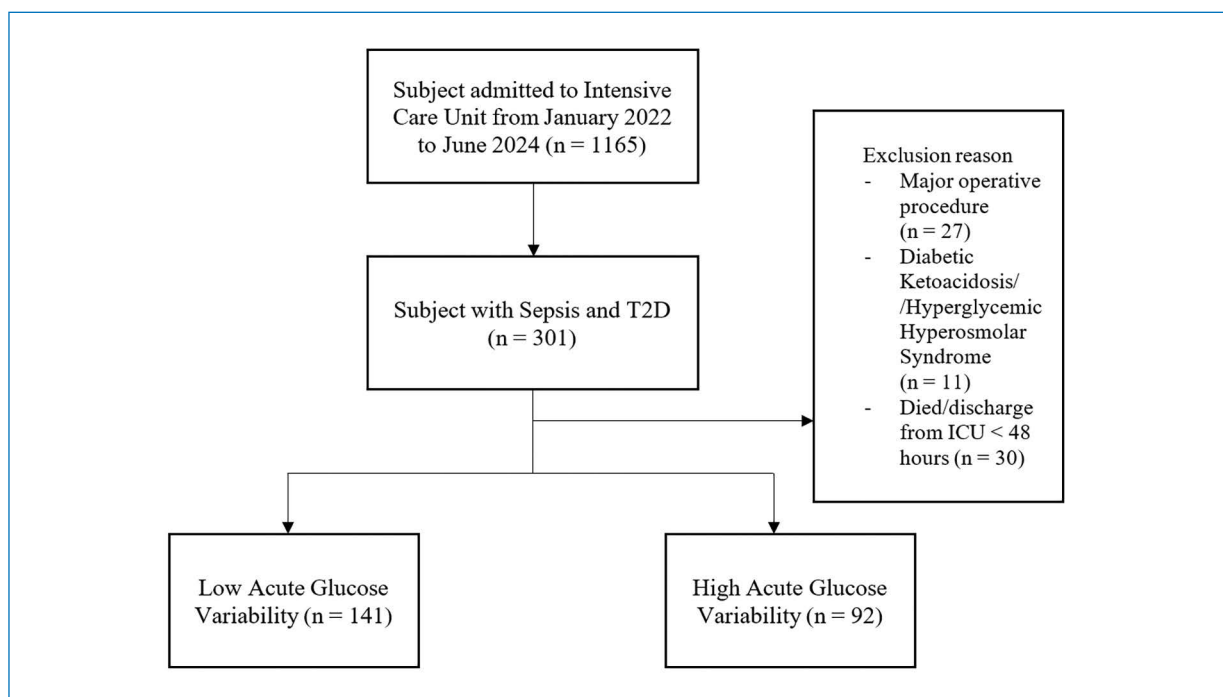 Subject admitted to Intensive
Care Unit from January 2022
to June 2024 (n = 1165)
Subject with Sepsis and T2D
(n = 301)
Exclusion reason
- Major operative
procedure
(n = 27)
- Diabetic
Ketoacidosis/
/Hyperglycemic
Hyperosmolar
Syndrome
(n = 11)
- Died/discharge
from ICU < 48
hours (n = 30)
Low Acute Glucose
Variability (n = 141)
High Acute Glucose
Variability (n = 92)